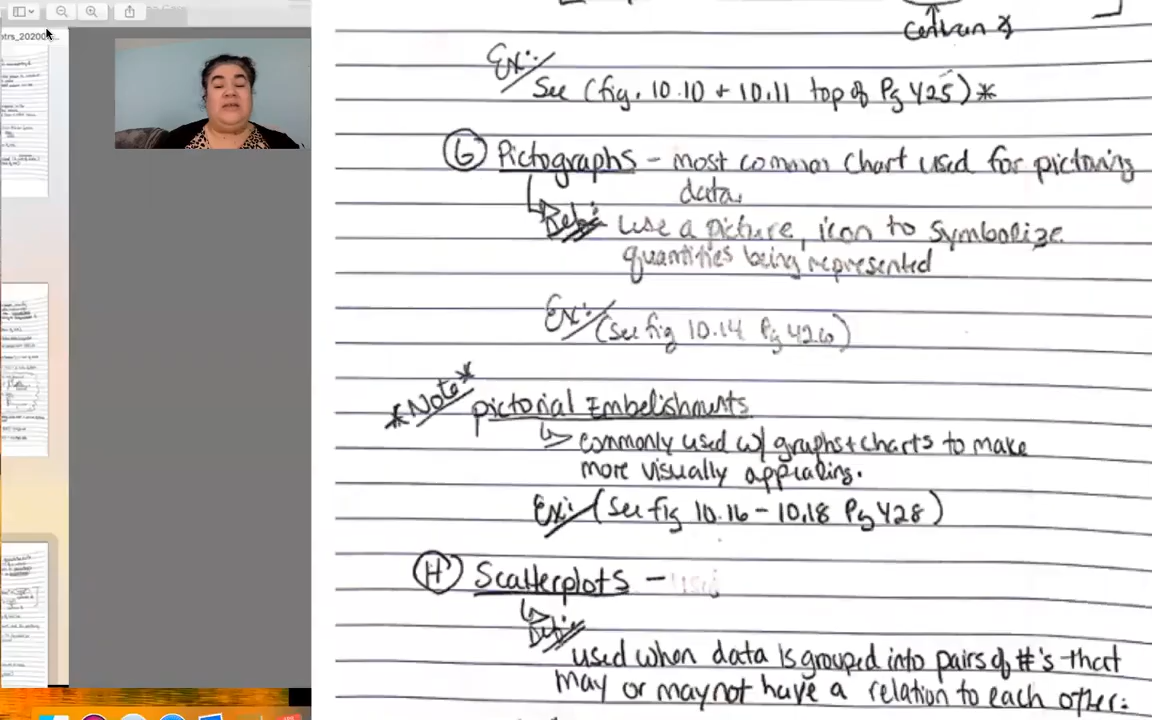 certain #
Ex:
See (fig. 10.10 + 10.11 top of Pg 425)*
G Pictographs - most common chart used for picturing
data.
Def: use a picture, icon to symbolize
quantities being represented
Ex: (see fig 10.14 Pg 426)
*Note* pictorial Embelishments
commonly used w/ graphs + charts to make
more visually appealing.
Ex: (See fig 10.16 - 10.18 Pg 428)
H Scatterplots -
Def:
used when data is grouped into pairs of #'s that
may or may not have a relation to each other: